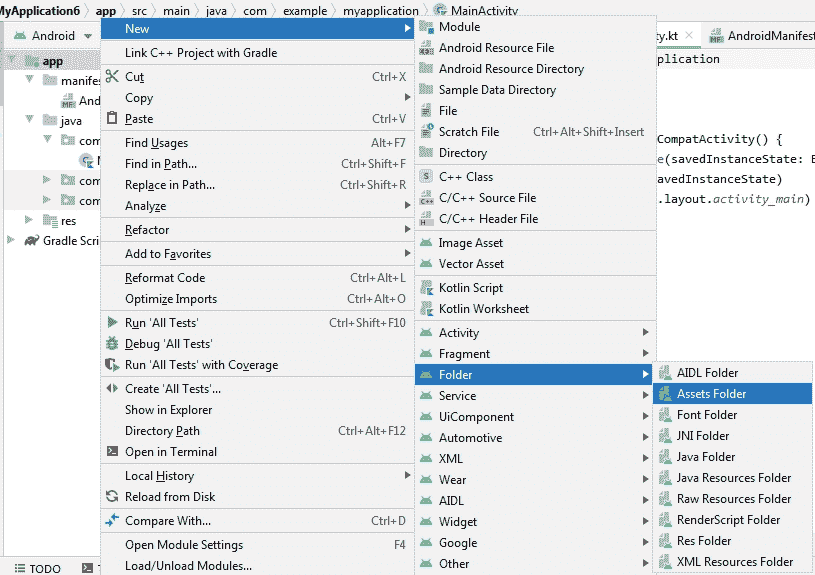 MyApplication6 app src main java com example myapplication MainActivity
Android
app
manifes
And
java
com
com
com
res
Gradle Scri
TODO
New
Link C++ Project with Gradle
Cut Ctrl+X
Copy
Paste Ctrl+V
Find Usages Alt+F7
Find in Path... Ctrl+Shift+F
Replace in Path... Ctrl+Shift+R
Analyze
Refactor
Add to Favorites
Reformat Code Ctrl+Alt+L
Optimize Imports Ctrl+Alt+O
Run 'All Tests' Ctrl+Shift+F10
Debug 'All Tests'
Run 'All Tests' with Coverage
Create 'All Tests'...
Show in Explorer
Directory Path Ctrl+Alt+F12
Open in Terminal
Local History
Reload from Disk
Compare With... Ctrl+D
Open Module Settings F4
Load/Unload Modules...
Module
Android Resource File
Android Resource Directory
Sample Data Directory
File
Scratch File Ctrl+Alt+Shift+Insert
Directory
C++ Class
C/C++ Source File
C/C++ Header File
Image Asset
Vector Asset
Kotlin Script
Kotlin Worksheet
Activity
Fragment
Folder
Service
UiComponent
Automotive
XML
Wear
AIDL
Widget
Google
Other
AIDL Folder
Assets Folder
Font Folder
JNI Folder
Java Folder
Java Resources Folder
Raw Resources Folder
RenderScript Folder
Res Folder
XML Resources Folder
ty.kt AndroidManifest
pplication
CompatActivity() {
e(savedInstanceState: B
avedInstanceState)
.layout.activity_main)